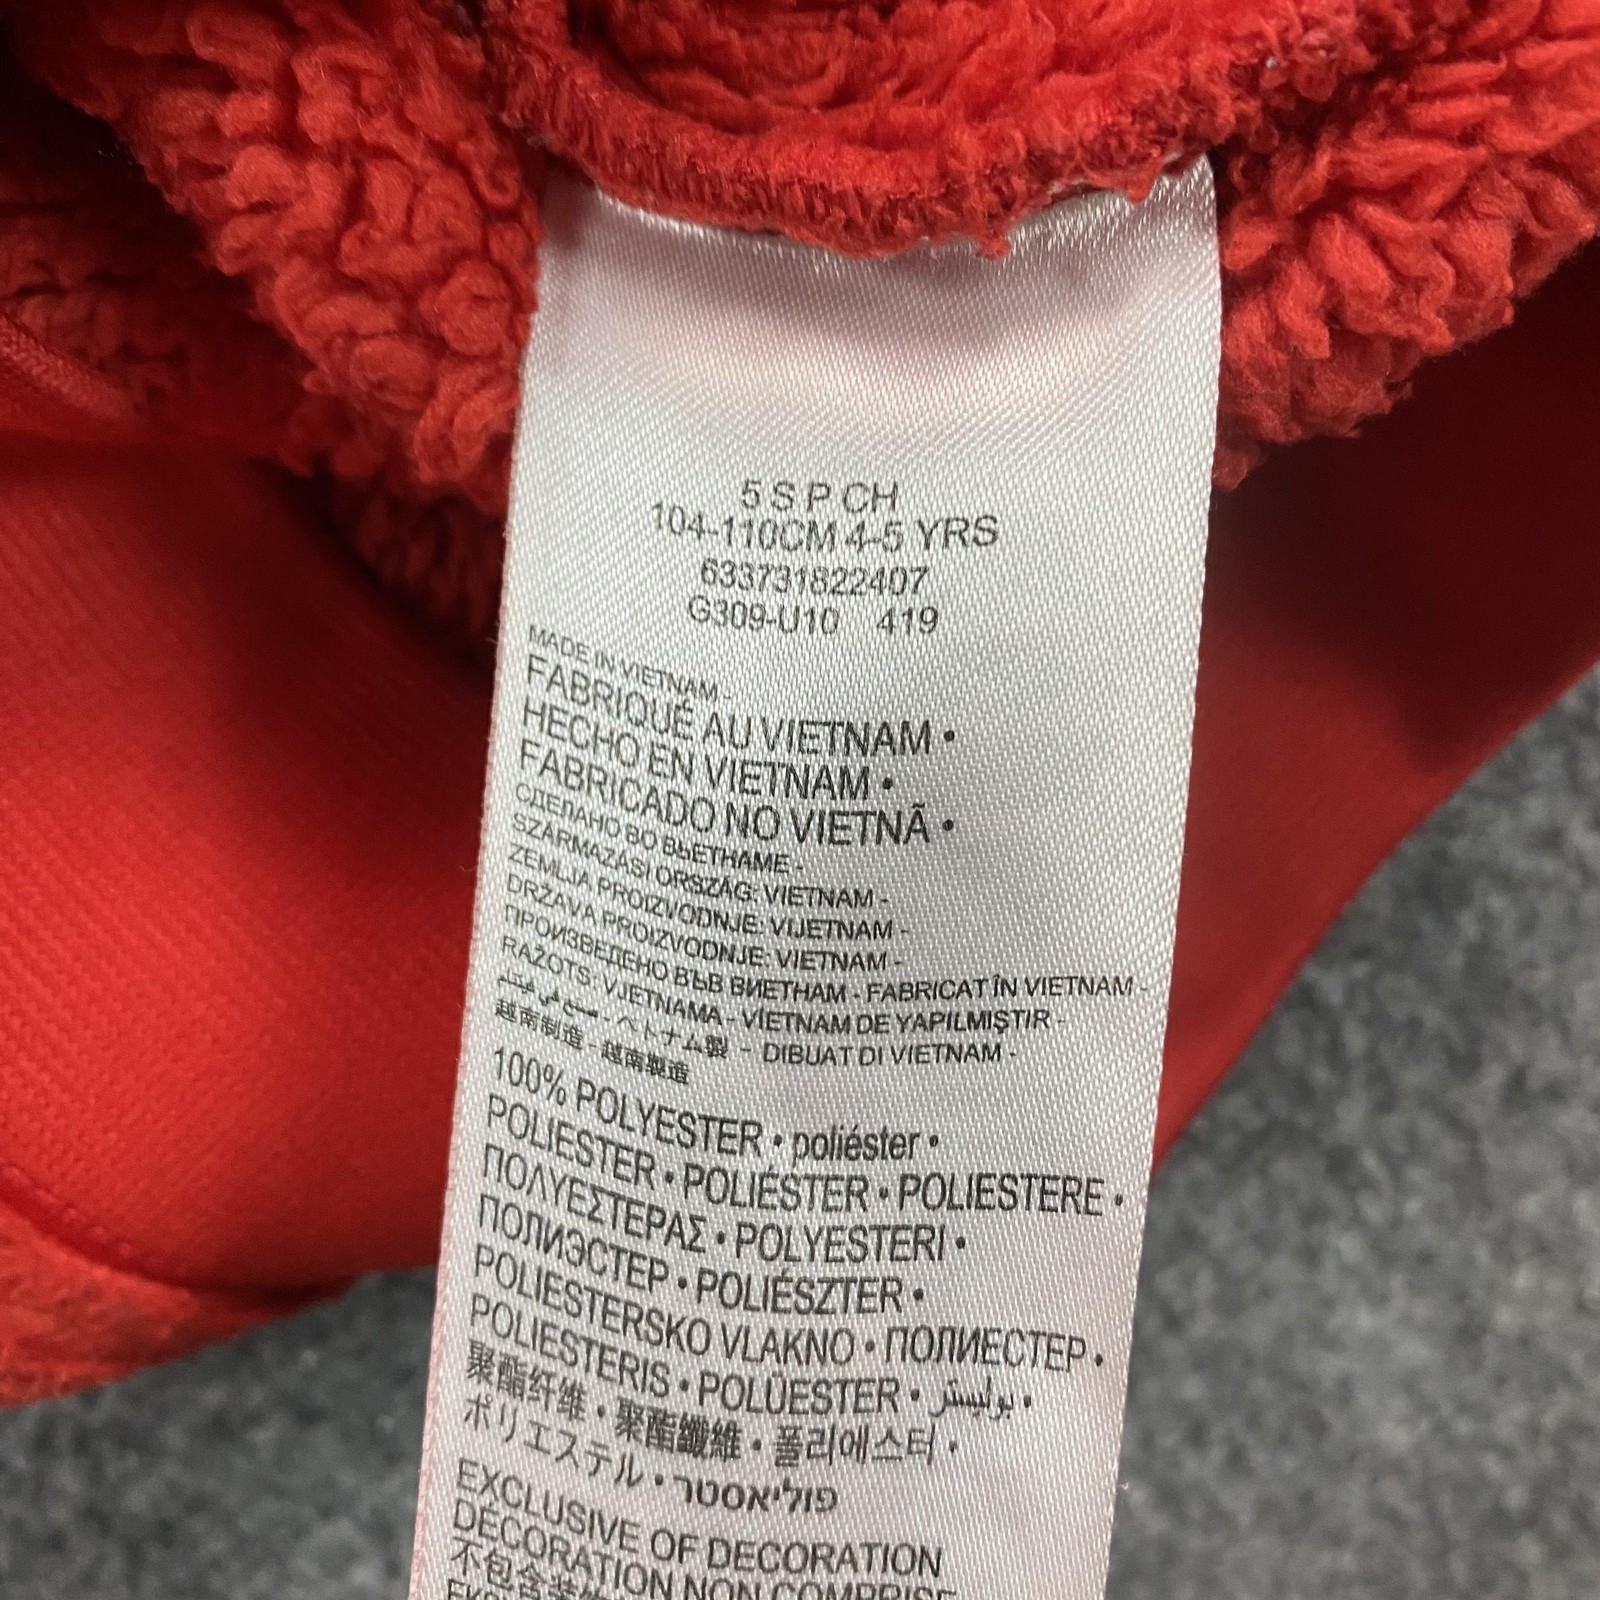 5 S P CH
104-110CM 4-5 YRS
633731822407
G309-U10 419
MADE IN VIETNAM -
FABRIQUÉ AU VIETNAM •
HECHO EN VIETNAM •
FABRICADO NO VIETNÃ •
СДЕЛАНО ВО ВЬЕТНАМЕ -
SZÁRMAZÁSI ORSZÁG: VIETNAM -
ZEMLJA PROIZVODNJE: VIJETNAM -
DRŽAVA PROIZVODNJE: VIETNAM -
ПРОИЗВЕДЕНО ВЪВ ВИЕТНАМ - FABRICAT ÎN VIETNAM -
RAŽOTS: VJETNAMA - VİETNAM DE YAPILMIŞTIR -
ベトナム製 - DIBUAT DI VIETNAM -
越南制造 - 越南製造
100% POLYESTER • poliéster •
POLIESTER • POLIÉSTER • POLIESTERE •
ΠΟΛΥΕΣΤΕΡΑΣ • POLYESTERI •
ПОЛИЭСТЕР • POLIÉSZTER •
POLIESTERSKO VLAKNO • ПОЛИЕСТЕР •
POLIESTERIS • POLÜESTER • بوليستر •
聚酯纤维 • 聚酯纖維 • 폴리에스터 •
ポリエステル • פוליאסטר
EXCLUSIVE OF DECORATION
DÉCORATION NON COMPRISE
不包含装饰